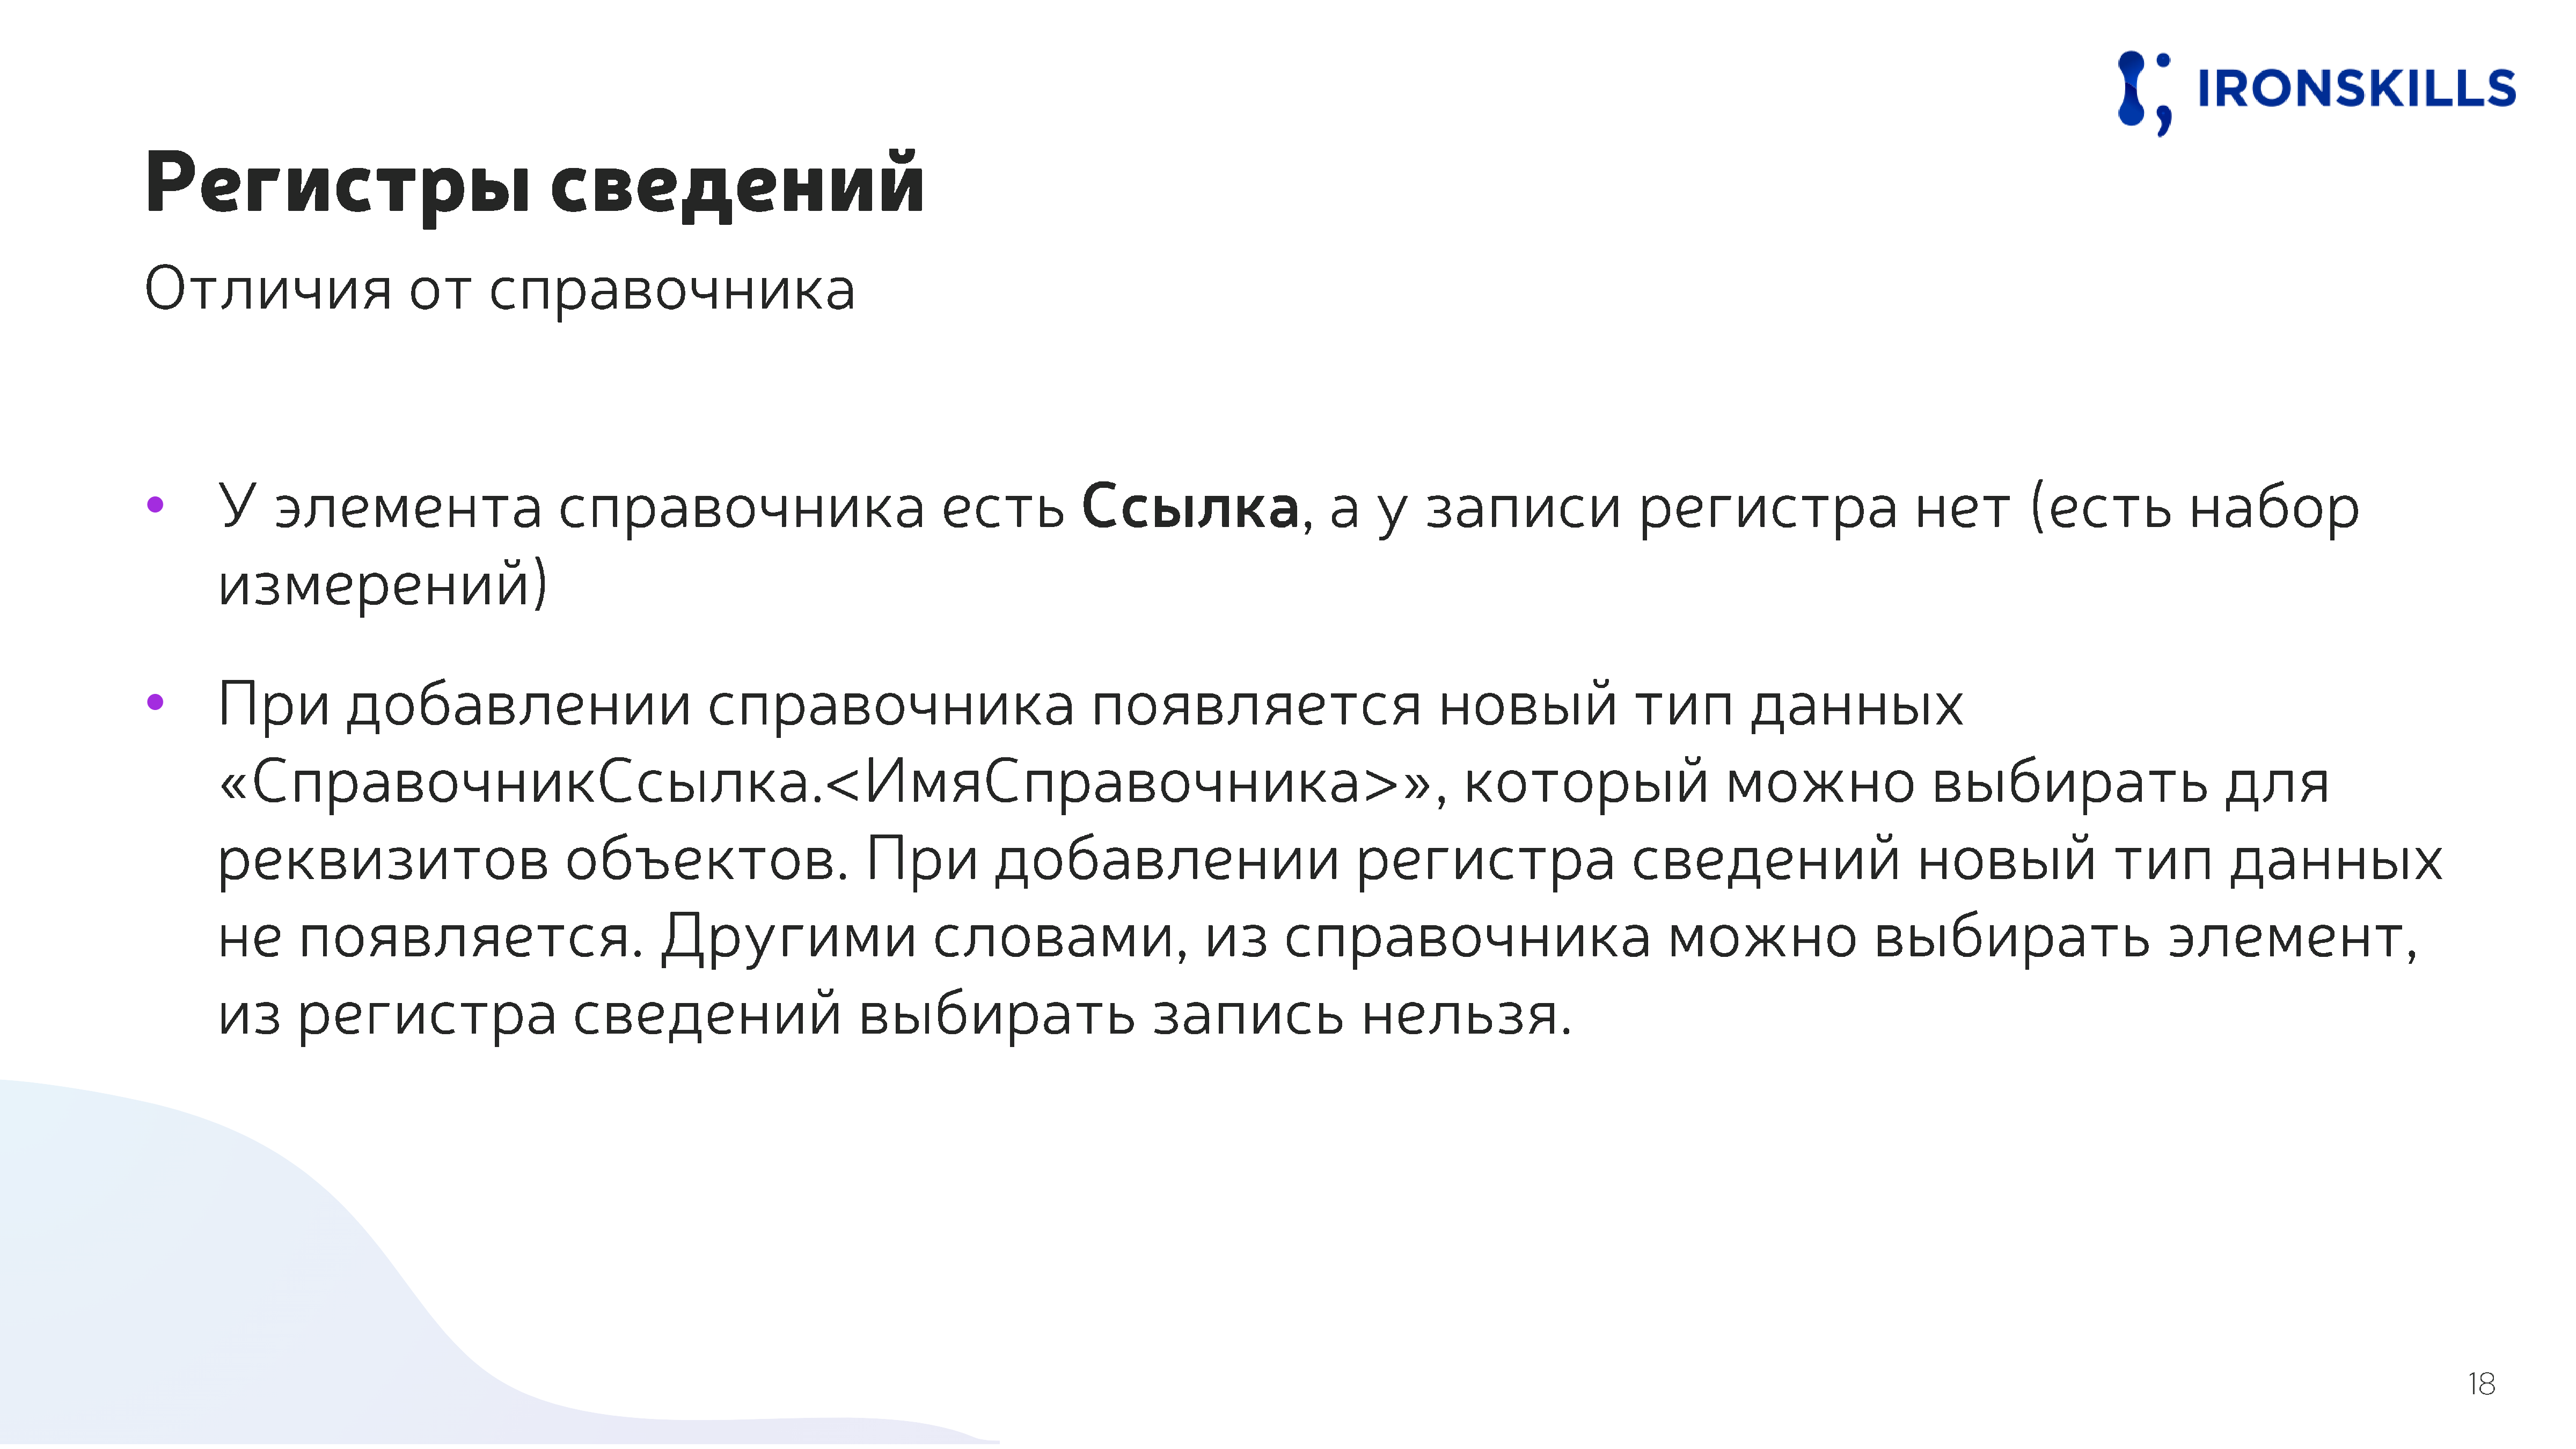 IRONSKILLS
Регистры сведений
Отличия от справочника
• У элемента справочника есть Ссылка, а у записи регистра нет (есть набор
измерений)
• При добавлении справочника появляется новый тип данных
«СправочникСсылка.<ИмяСправочника>», который можно выбирать для
реквизитов объектов. При добавлении регистра сведений новый тип данных
не появляется. Другими словами, из справочника можно выбирать элемент,
из регистра сведений выбирать запись нельзя.
18